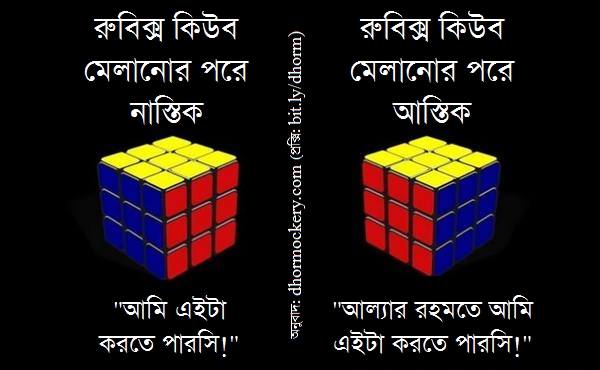 রুবিক্স কিউব
মেলানোর পরে
নাস্তিক
"আমি এইটা
করতে পারসি!"
অনুবাদ: dhormockery.com (প্রক্সি: bit.ly/dhorm)
রুবিক্স কিউব
মেলানোর পরে
আস্তিক
"আল্যার রহমতে আমি
এইটা করতে পারসি!"